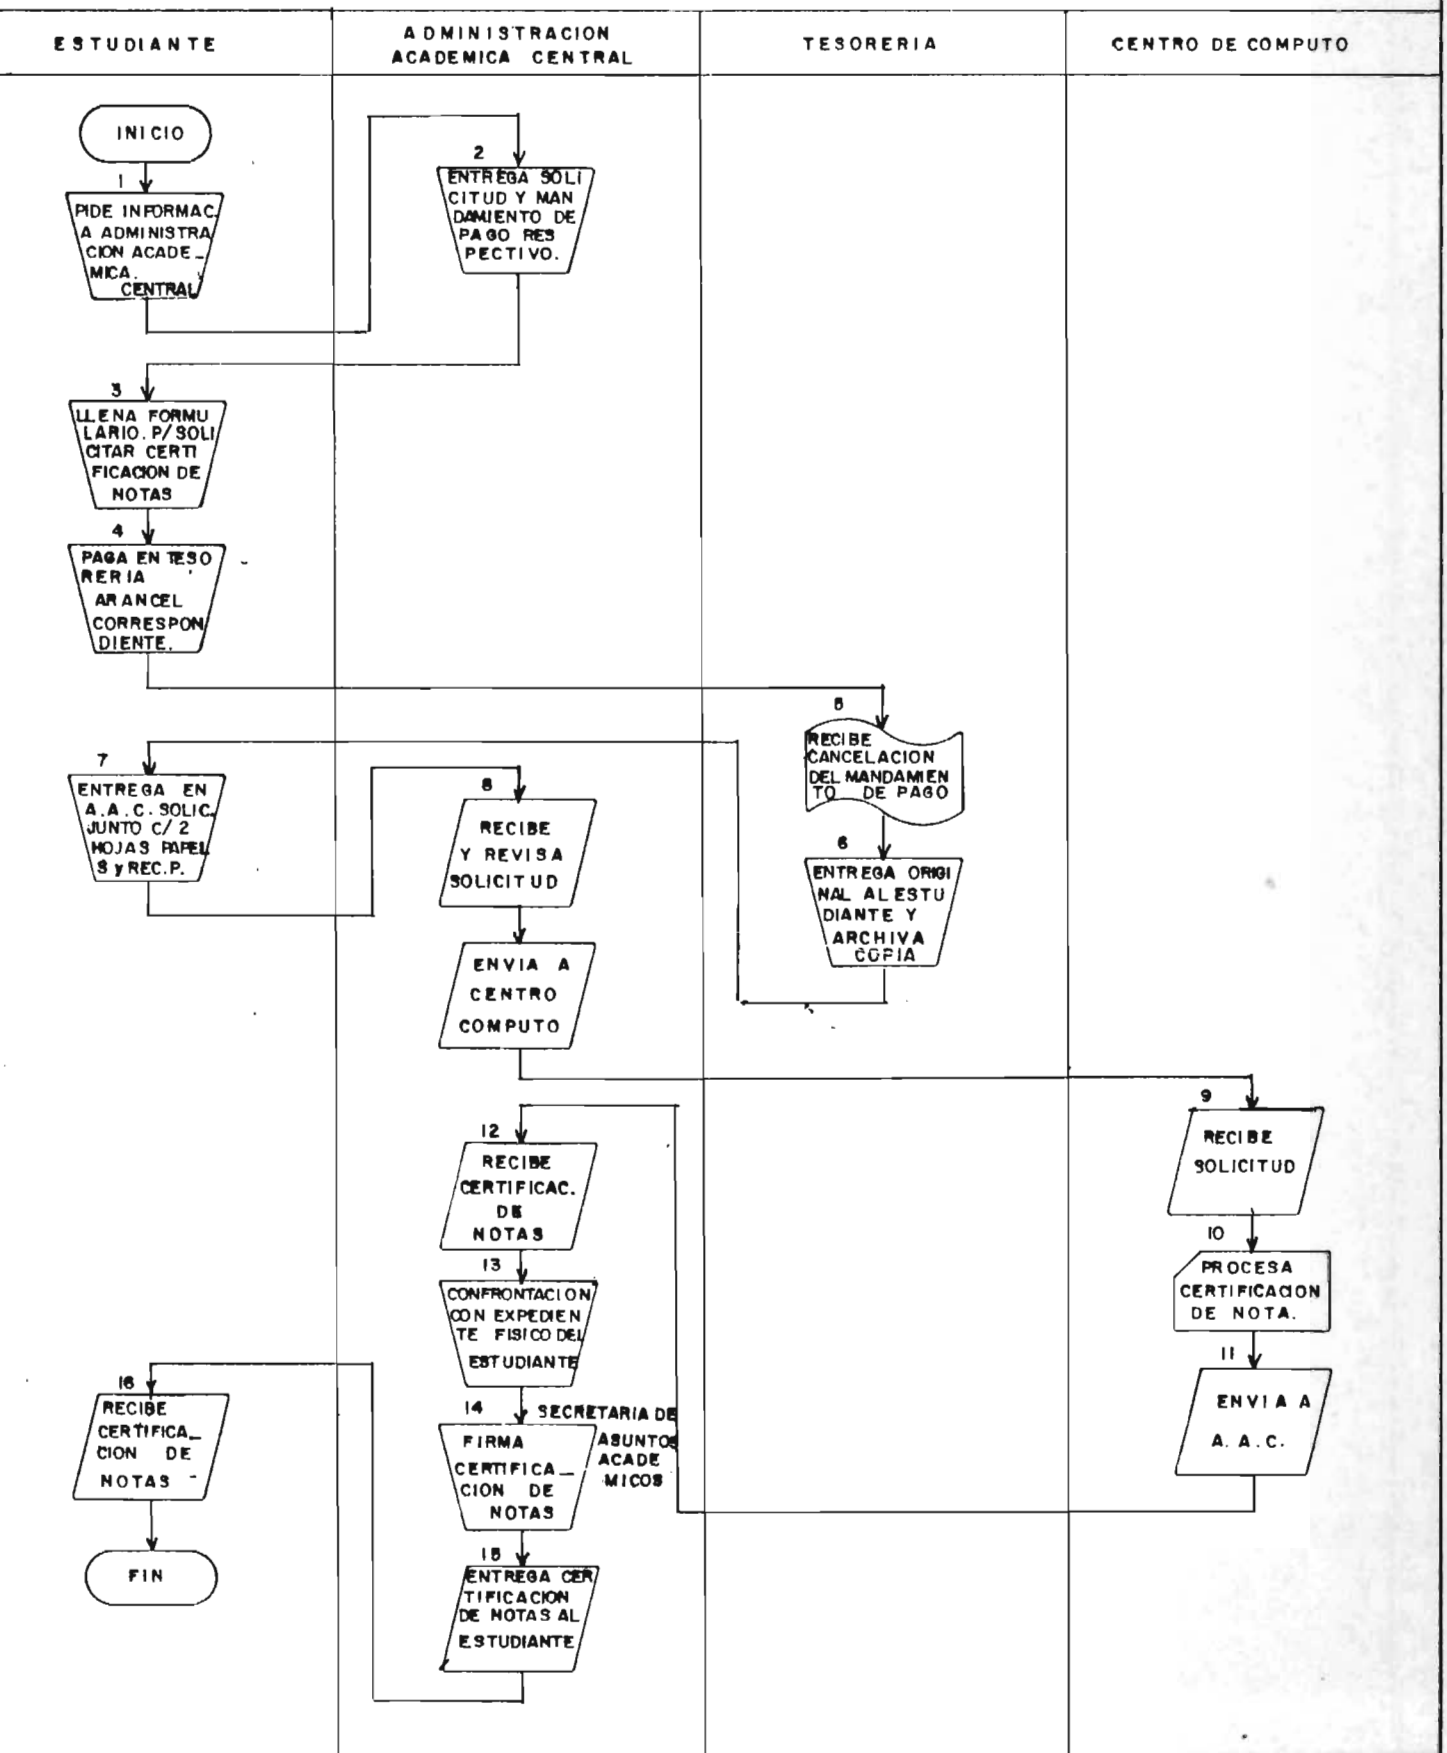 ESTUDIANTE
ADMINISTRACION
ACADEMICA CENTRAL
TESORERIA
CENTRO DE COMPUTO
INICIO
1
PIDE INFORMAC.
A ADMINISTRA
CION ACADE_
MICA.
CENTRAL
2
ENTREGA SOLI
CITUD Y MAN
DAMIENTO DE
PAGO RES
PECTIVO.
3
LLENA FORMU
LARIO. P/SOLI
CITAR CERTI
FICACION DE
NOTAS
4
PAGA EN TESO
RERIA
ARANCEL
CORRESPON
DIENTE.
5
RECIBE
CANCELACION
DEL MANDAMIEN
TO DE PAGO
6
ENTREGA ORIGI
NAL AL ESTU
DIANTE Y
ARCHIVA
COPIA
7
ENTREGA EN
A.A.C. SOLIC.
JUNTO C/2
HOJAS PAPEL
S y REC.P.
8
RECIBE
Y REVISA
SOLICITUD
ENVIA A
CENTRO
COMPUTO
9
RECIBE
SOLICITUD
10
PROCESA
CERTIFICACION
DE NOTA.
11
ENVIA A
A. A. C.
12
RECIBE
CERTIFICAC.
DE
NOTAS
13
CONFRONTACION
CON EXPEDIEN
TE FISICO DEL
ESTUDIANTE
14
SECRETARIA DE
ASUNTOS
ACADE
MICOS
FIRMA
CERTIFICA_
CION DE
NOTAS
15
ENTREGA CER
TIFICACION
DE NOTAS AL
ESTUDIANTE
16
RECIBE
CERTIFICA_
CION DE
NOTAS
FIN